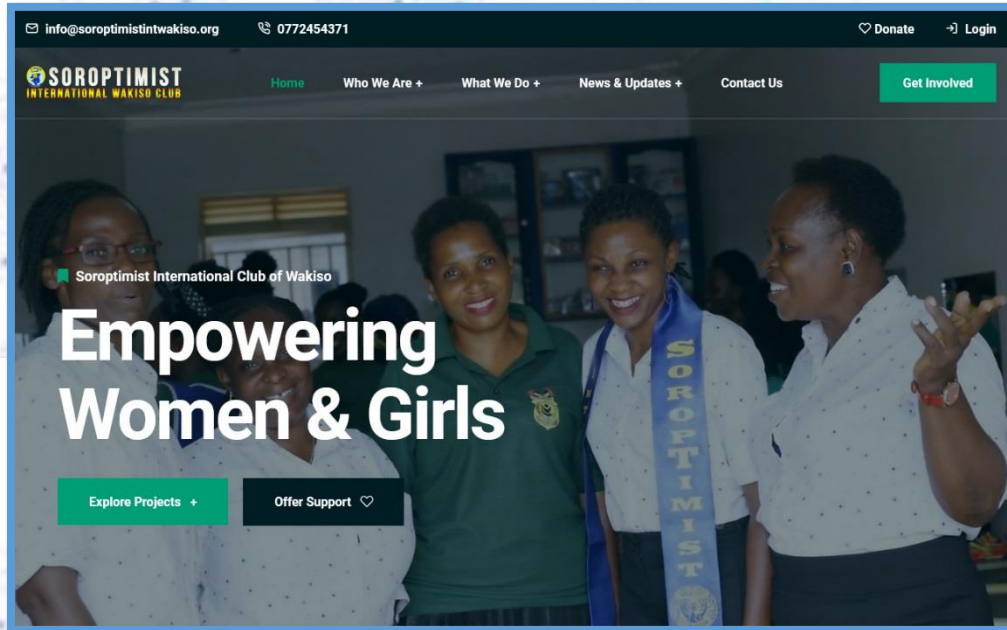 info@soroptimistintwakiso.org 0772454371 Donate Login
SOROPTIMIST
INTERNATIONAL WAKISO CLUB
Home Who We Are + What We Do + News & Updates + Contact Us Get Involved
Soroptimist International Club of Wakiso
Empowering
Women & Girls
Explore Projects + Offer Support
SOROPTIMIST